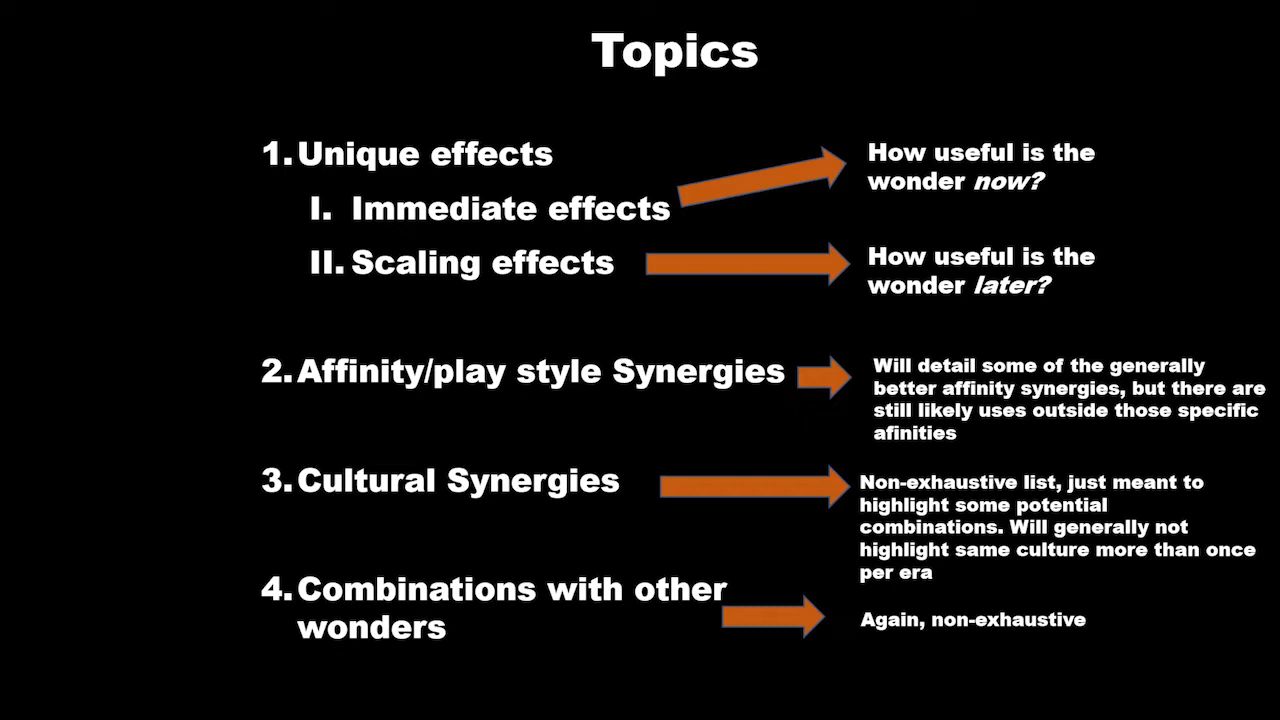 Topics
1. Unique effects
I. Immediate effects
How useful is the
wonder now?
II. Scaling effects
How useful is the
wonder later?
2. Affinity/play style Synergies
Will detail some of the generally
better affinity synergies, but there are
still likely uses outside those specific
afinities
3. Cultural Synergies
Non-exhaustive list, just meant to
highlight some potential
combinations. Will generally not
highlight same culture more than once
per era
4. Combinations with other
wonders
Again, non-exhaustive